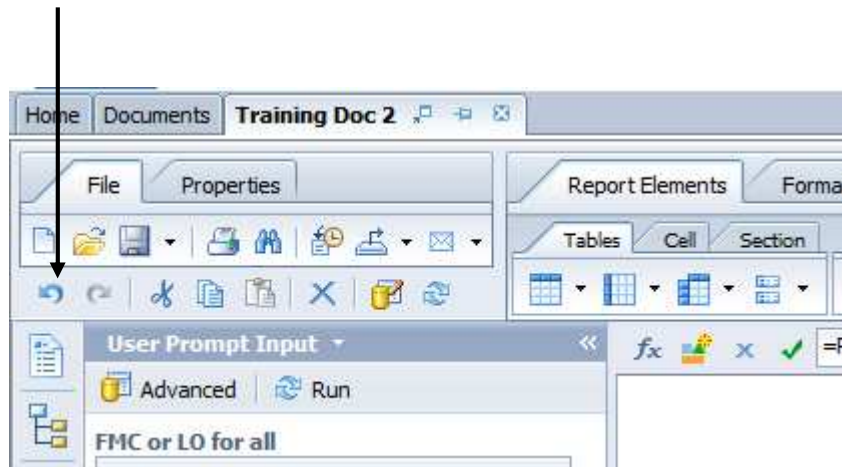 Home Documents Training Doc 2
File Properties Report Elements
Tables Cell Section
User Prompt Input fx
Advanced Run
FMC or LO for all